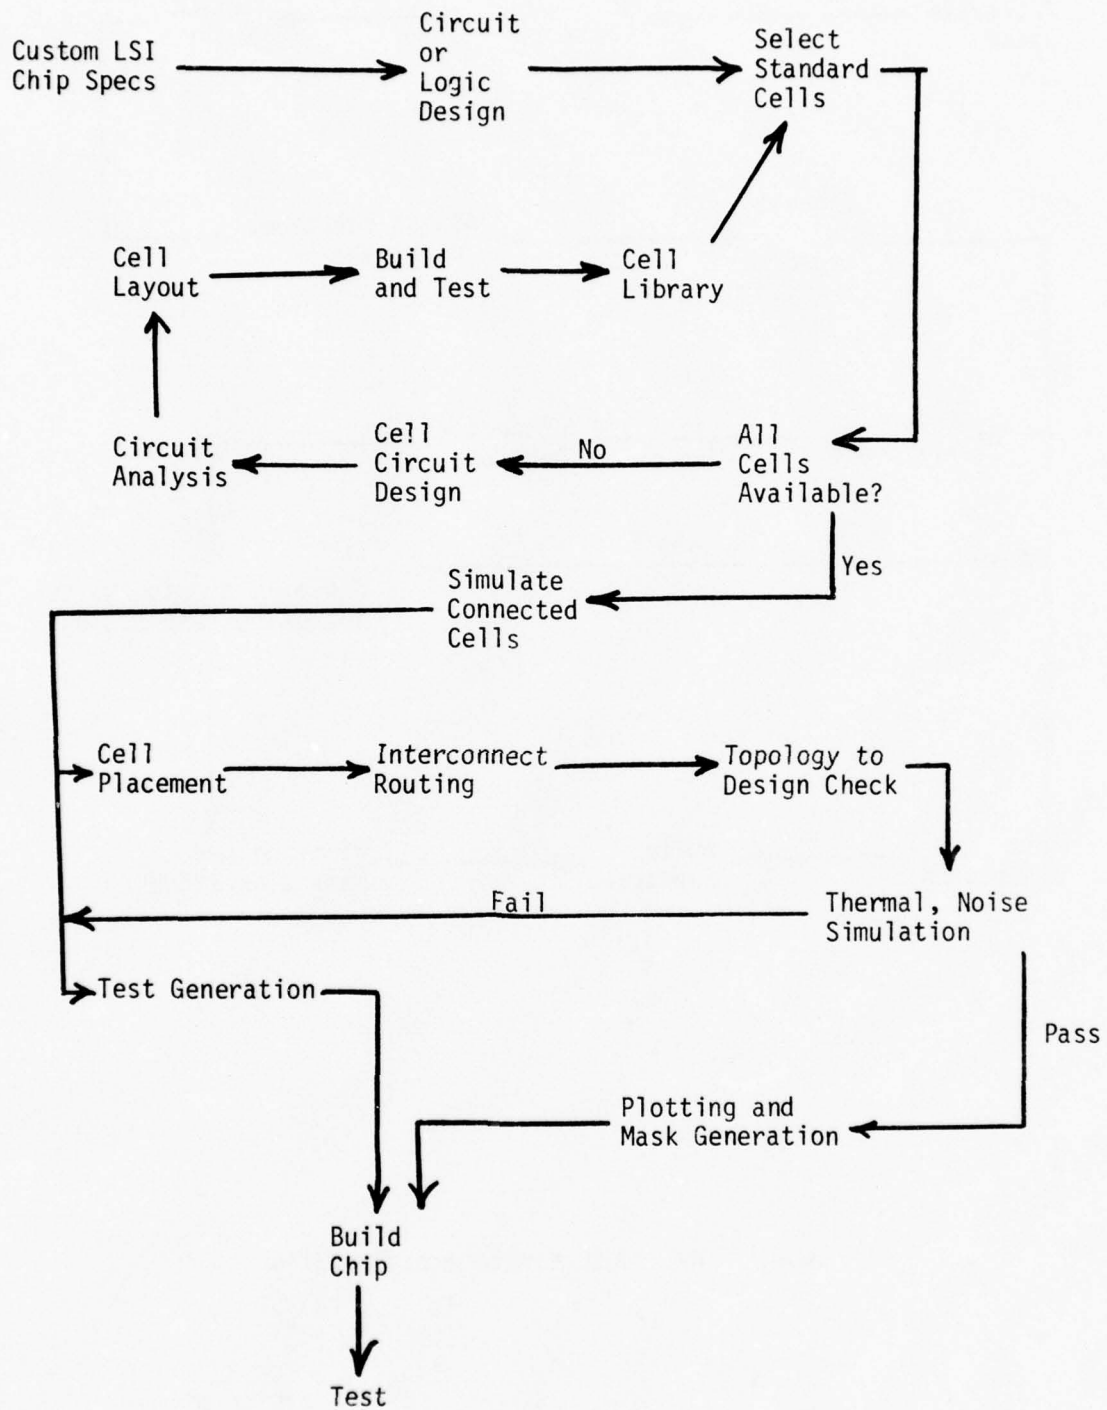 Custom LSI
Chip Specs
Circuit
or
Logic
Design
Select
Standard
Cells
Cell
Layout
Build
and Test
Cell
Library
Circuit
Analysis
Cell
Circuit
Design
No
All
Cells
Available?
Yes
Simulate
Connected
Cells
Cell
Placement
Interconnect
Routing
Topology to
Design Check
Fail
Thermal, Noise
Simulation
Test Generation
Pass
Plotting and
Mask Generation
Build
Chip
Test